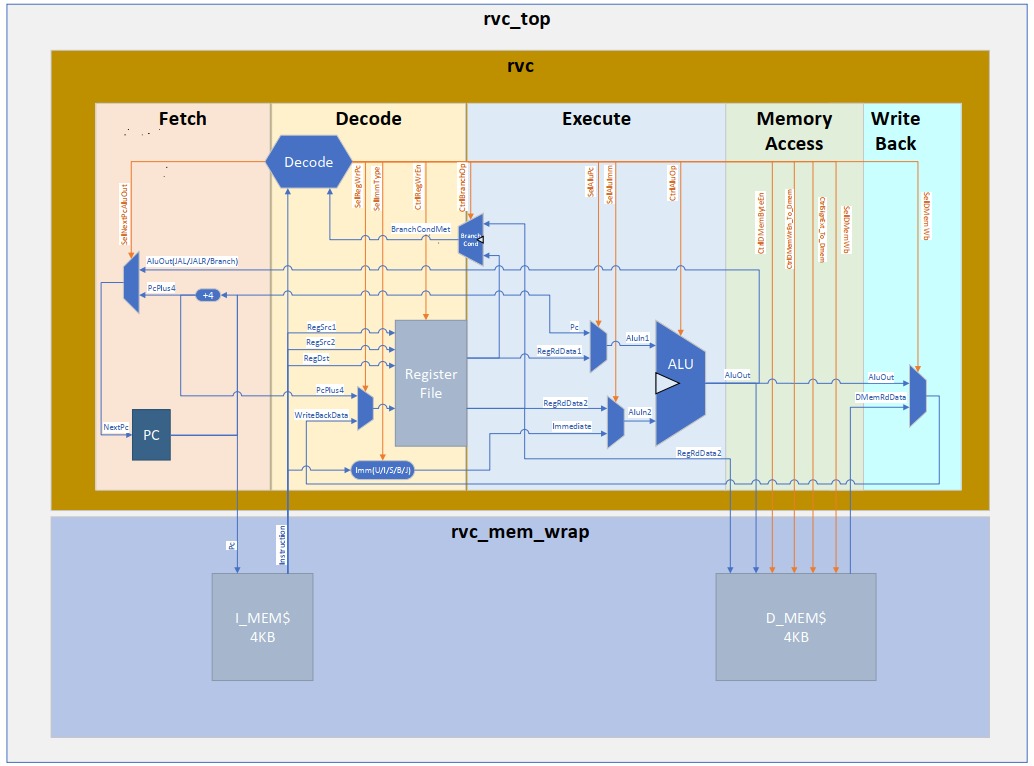 rvc_top
rvc
Fetch
Decode
Execute
Memory
Access
Write
Back
Decode
SelNextPcAluOut
SelRegWrPc
SelImmType
CtrlRegWrEn
CtrlBranchOp
SelAluPc
SelAluImm
CtrlAluOp
CtrlDMemByteEn
CtrlDMemWrEn_To_Dmem
SelDMemWb
SelDMemWb
BranchCondMet
Branch
Cond
AluOut(JAL/JALR/Branch)
PcPlus4
+4
RegSrc1
RegSrc2
RegDst
Register
File
Pc
RegRdData1
AluIn1
ALU
AluOut
AluOut
DMemRdData
PcPlus4
WriteBackData
RegRdData2
AluIn2
Immediate
NextPc
PC
Imm(U/I/S/B/J)
RegRdData2
rvc_mem_wrap
Pc
Instruction
I_MEM$
4KB
D_MEM$
4KB